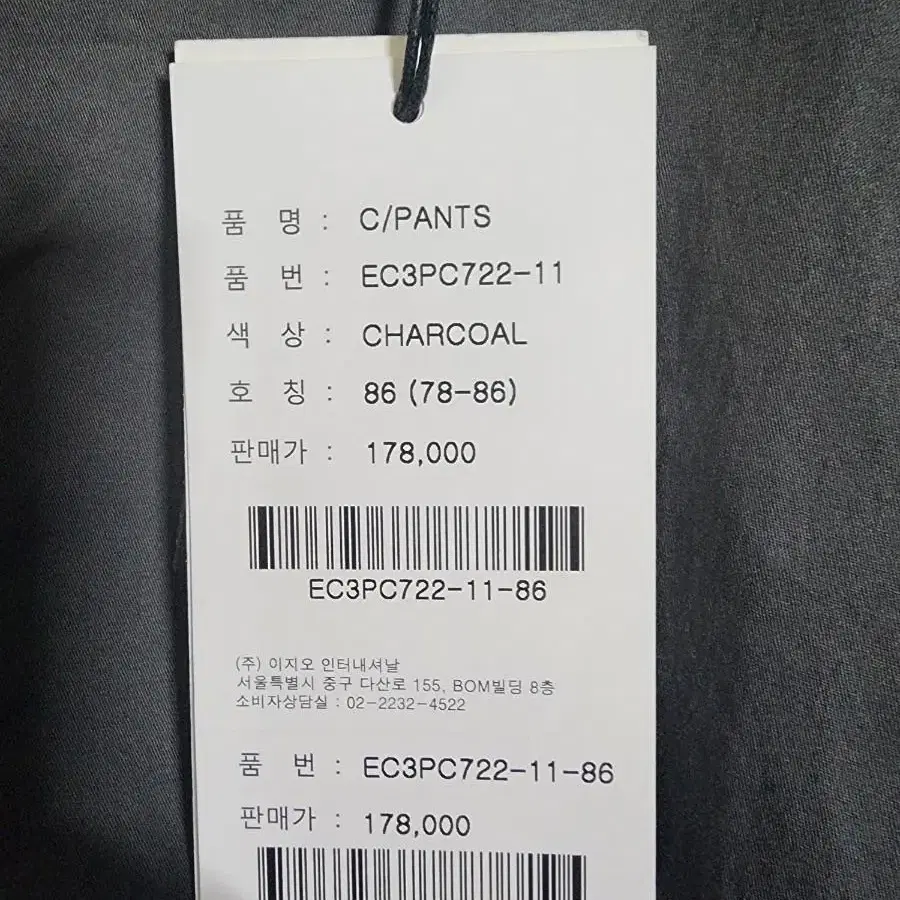 품 명 : C/PANTS
품 번 : EC3PC722-11
색 상 : CHARCOAL
호 칭 : 86 (78-86)
판매가 : 178,000
EC3PC722-11-86
(주) 이지오 인터내셔날
서울특별시 중구 다산로 155, BOM빌딩 8층
소비자상담실 : 02-2232-4522
품 번 : EC3PC722-11-86
판매가 : 178,000